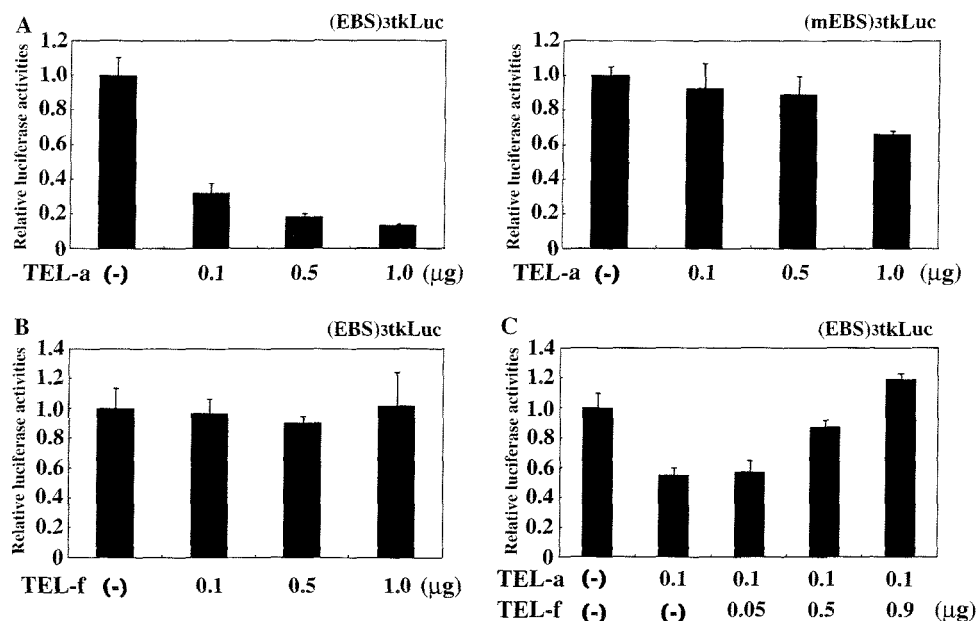 A
(EBS)3tkLuc
Relative luciferase activities
1.2
1.0
0.8
0.6
0.4
0.2
0
TEL-a (-) 0.1 0.5 1.0 (μg)
(mEBS)3tkLuc
Relative luciferase activities
1.2
1.0
0.8
0.6
0.4
0.2
0
TEL-a (-) 0.1 0.5 1.0 (μg)
B
(EBS)3tkLuc
Relative luciferase activities
1.4
1.2
1.0
0.8
0.6
0.4
0.2
0
TEL-f (-) 0.1 0.5 1.0 (μg)
C
(EBS)3tkLuc
Relative luciferase activities
1.4
1.2
1.0
0.8
0.6
0.4
0.2
0
TEL-a (-) 0.1 0.1 0.1 0.1
TEL-f (-) (-) 0.05 0.5 0.9 (μg)